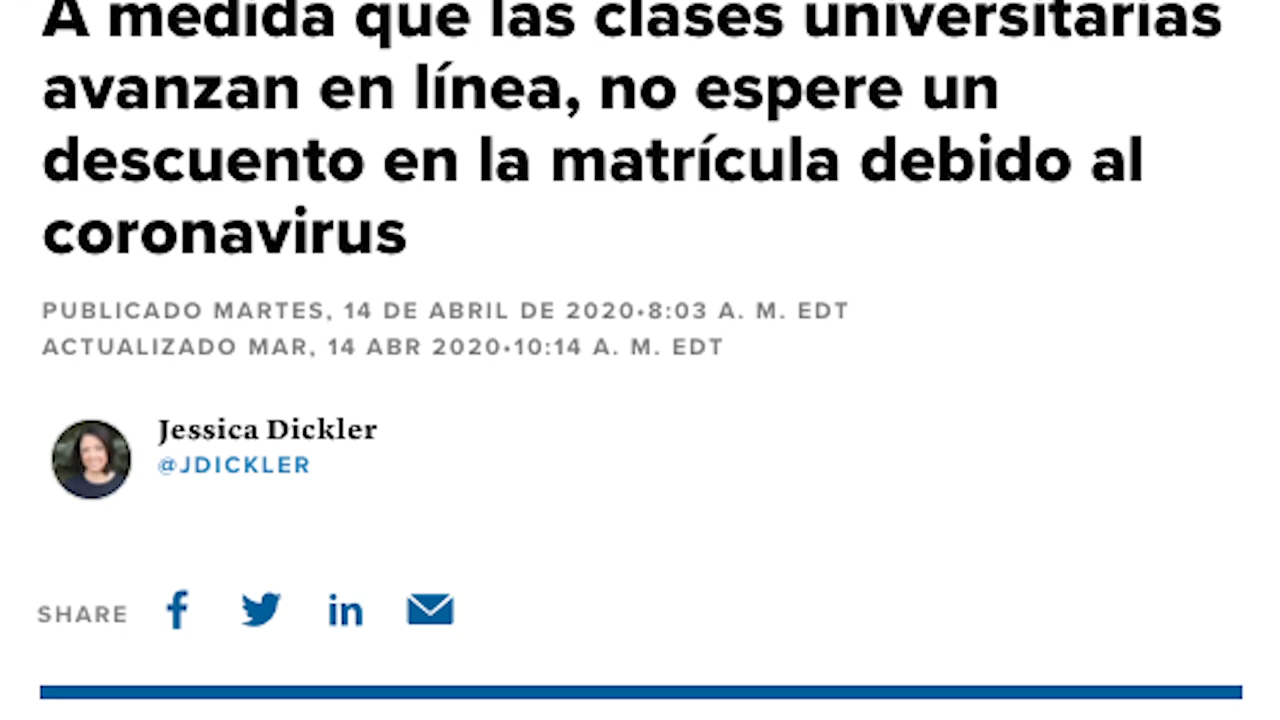 A medida que las clases universitarias
avanzan en línea, no espere un
descuento en la matrícula debido al
coronavirus
PUBLICADO MARTES, 14 DE ABRIL DE 2020•8:03 A. M. EDT
ACTUALIZADO MAR, 14 ABR 2020•10:14 A. M. EDT
Jessica Dickler
@JDICKLER
SHARE